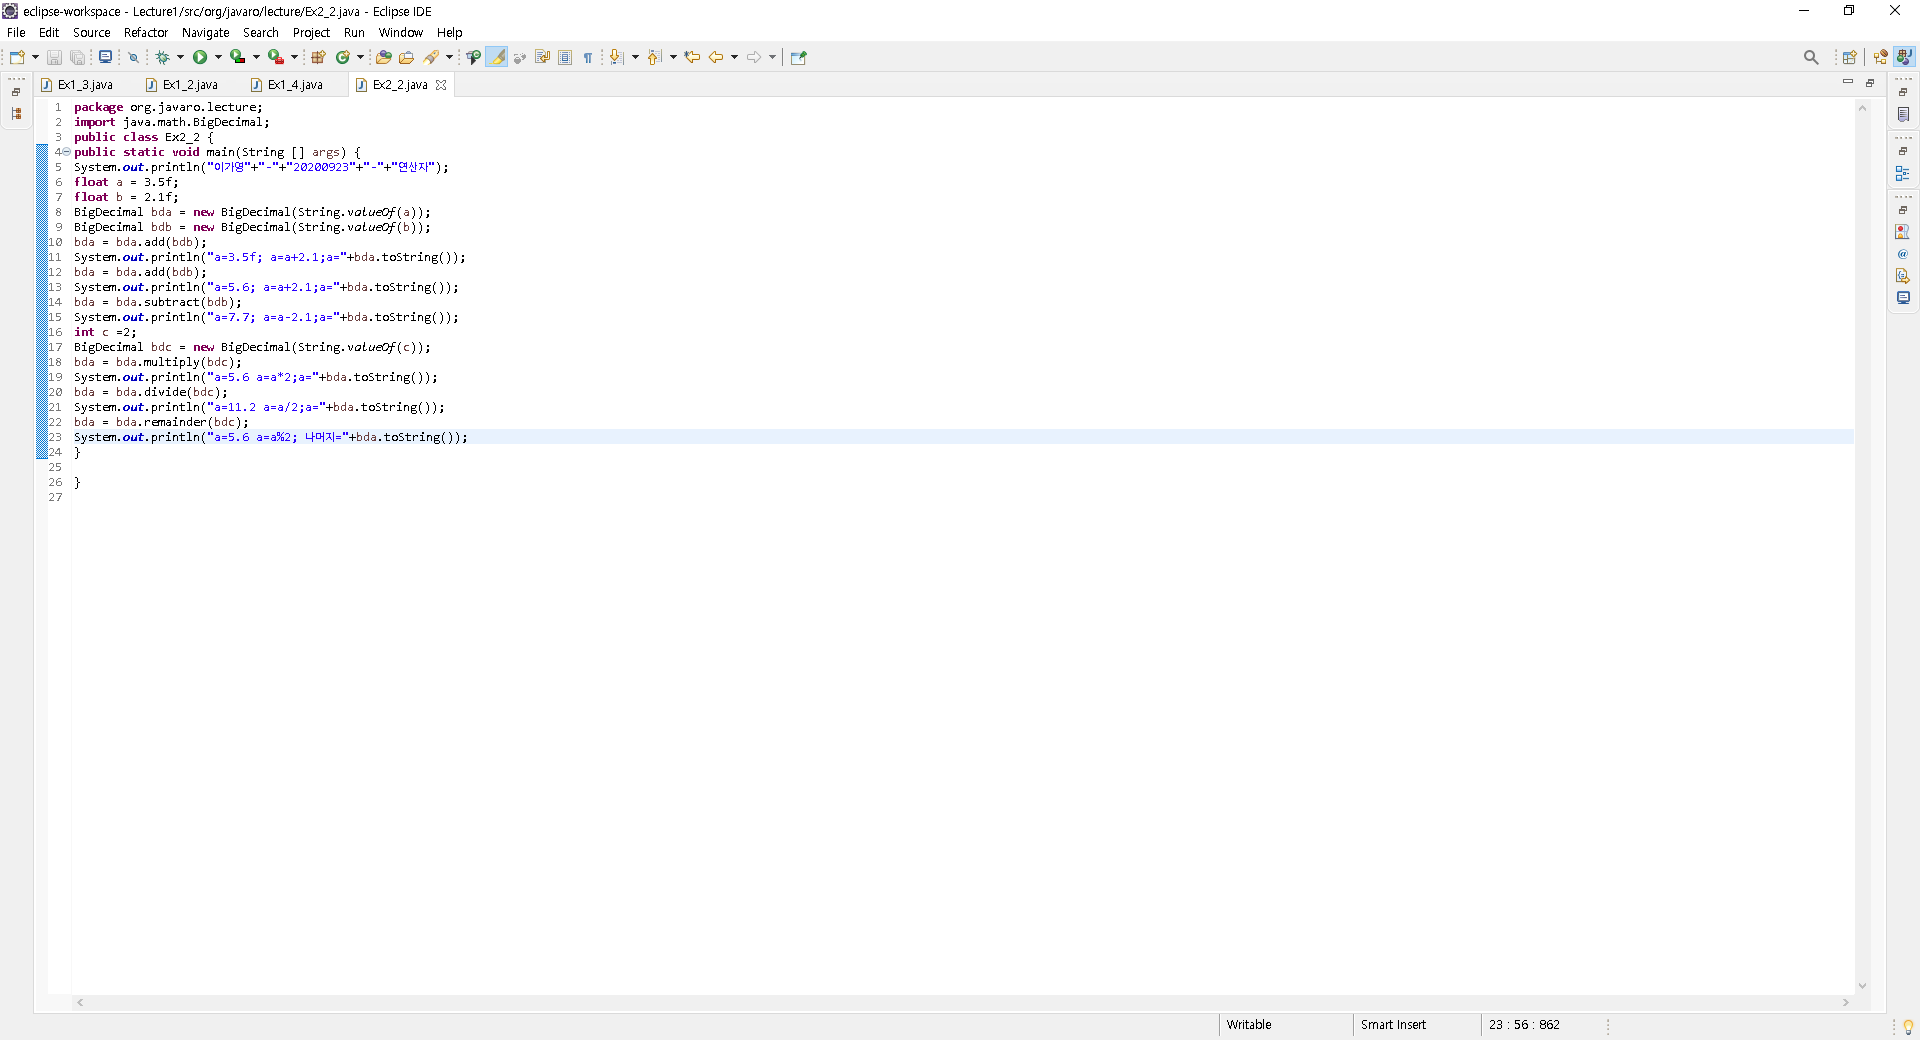 eclipse-workspace - Lecture1/src/org/javaro/lecture/Ex2_2.java - Eclipse IDE
File Edit Source Refactor Navigate Search Project Run Window Help
Ex1_3.java Ex1_2.java Ex1_4.java Ex2_2.java
1 package org.javaro.lecture;
2 import java.math.BigDecimal;
3 public class Ex2_2 {
4 public static void main(String [] args) {
5 System.out.println("이가영"+"-"+"20200923"+"-"+"연산자");
6 float a = 3.5f;
7 float b = 2.1f;
8 BigDecimal bda = new BigDecimal(String.valueOf(a));
9 BigDecimal bdb = new BigDecimal(String.valueOf(b));
10 bda = bda.add(bdb);
11 System.out.println("a=3.5f; a=a+2.1;a="+bda.toString());
12 bda = bda.add(bdb);
13 System.out.println("a=5.6; a=a+2.1;a="+bda.toString());
14 bda = bda.subtract(bdb);
15 System.out.println("a=7.7; a=a-2.1;a="+bda.toString());
16 int c =2;
17 BigDecimal bdc = new BigDecimal(String.valueOf(c));
18 bda = bda.multiply(bdc);
19 System.out.println("a=5.6 a=a*2;a="+bda.toString());
20 bda = bda.divide(bdc);
21 System.out.println("a=11.2 a=a/2;a="+bda.toString());
22 bda = bda.remainder(bdc);
23 System.out.println("a=5.6 a=a%2; 나머지="+bda.toString());
24 }
25
26 }
27
Writable Smart Insert 23 : 56 : 862